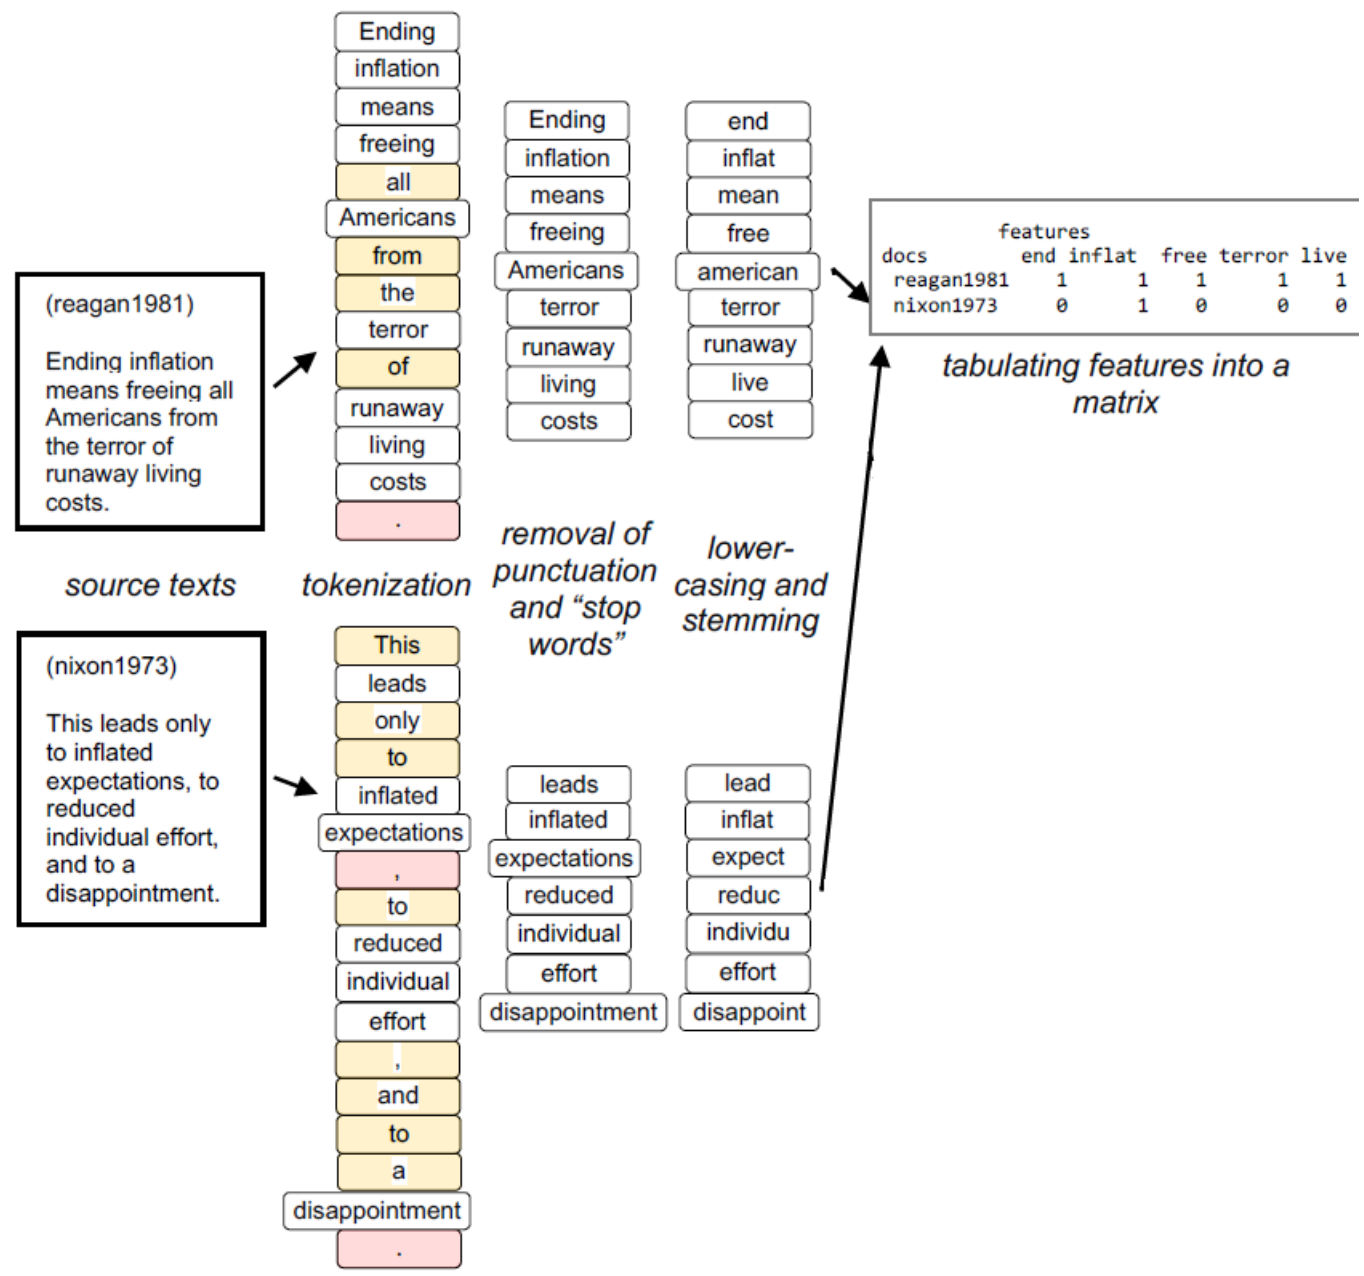 (reagan1981)
Ending inflation
means freeing all
Americans from
the terror of
runaway living
costs.
source texts
(nixon1973)
This leads only
to inflated
expectations, to
reduced
individual effort,
and to a
disappointment.
Ending
inflation
means
freeing
all
Americans
from
the
terror
of
runaway
living
costs
.
tokenization
This
leads
only
to
inflated
expectations
,
to
reduced
individual
effort
,
and
to
a
disappointment
.
Ending
inflation
means
freeing
Americans
terror
runaway
living
costs
removal of
punctuation
and “stop
words”
leads
inflated
expectations
reduced
individual
effort
disappointment
end
inflat
mean
free
american
terror
runaway
live
cost
lower-
casing and
stemming
lead
inflat
expect
reduc
individu
effort
disappoint
features
docs end inflat free terror live
reagan1981 1 1 1 1 1
nixon1973 0 1 0 0 0
tabulating features into a
matrix